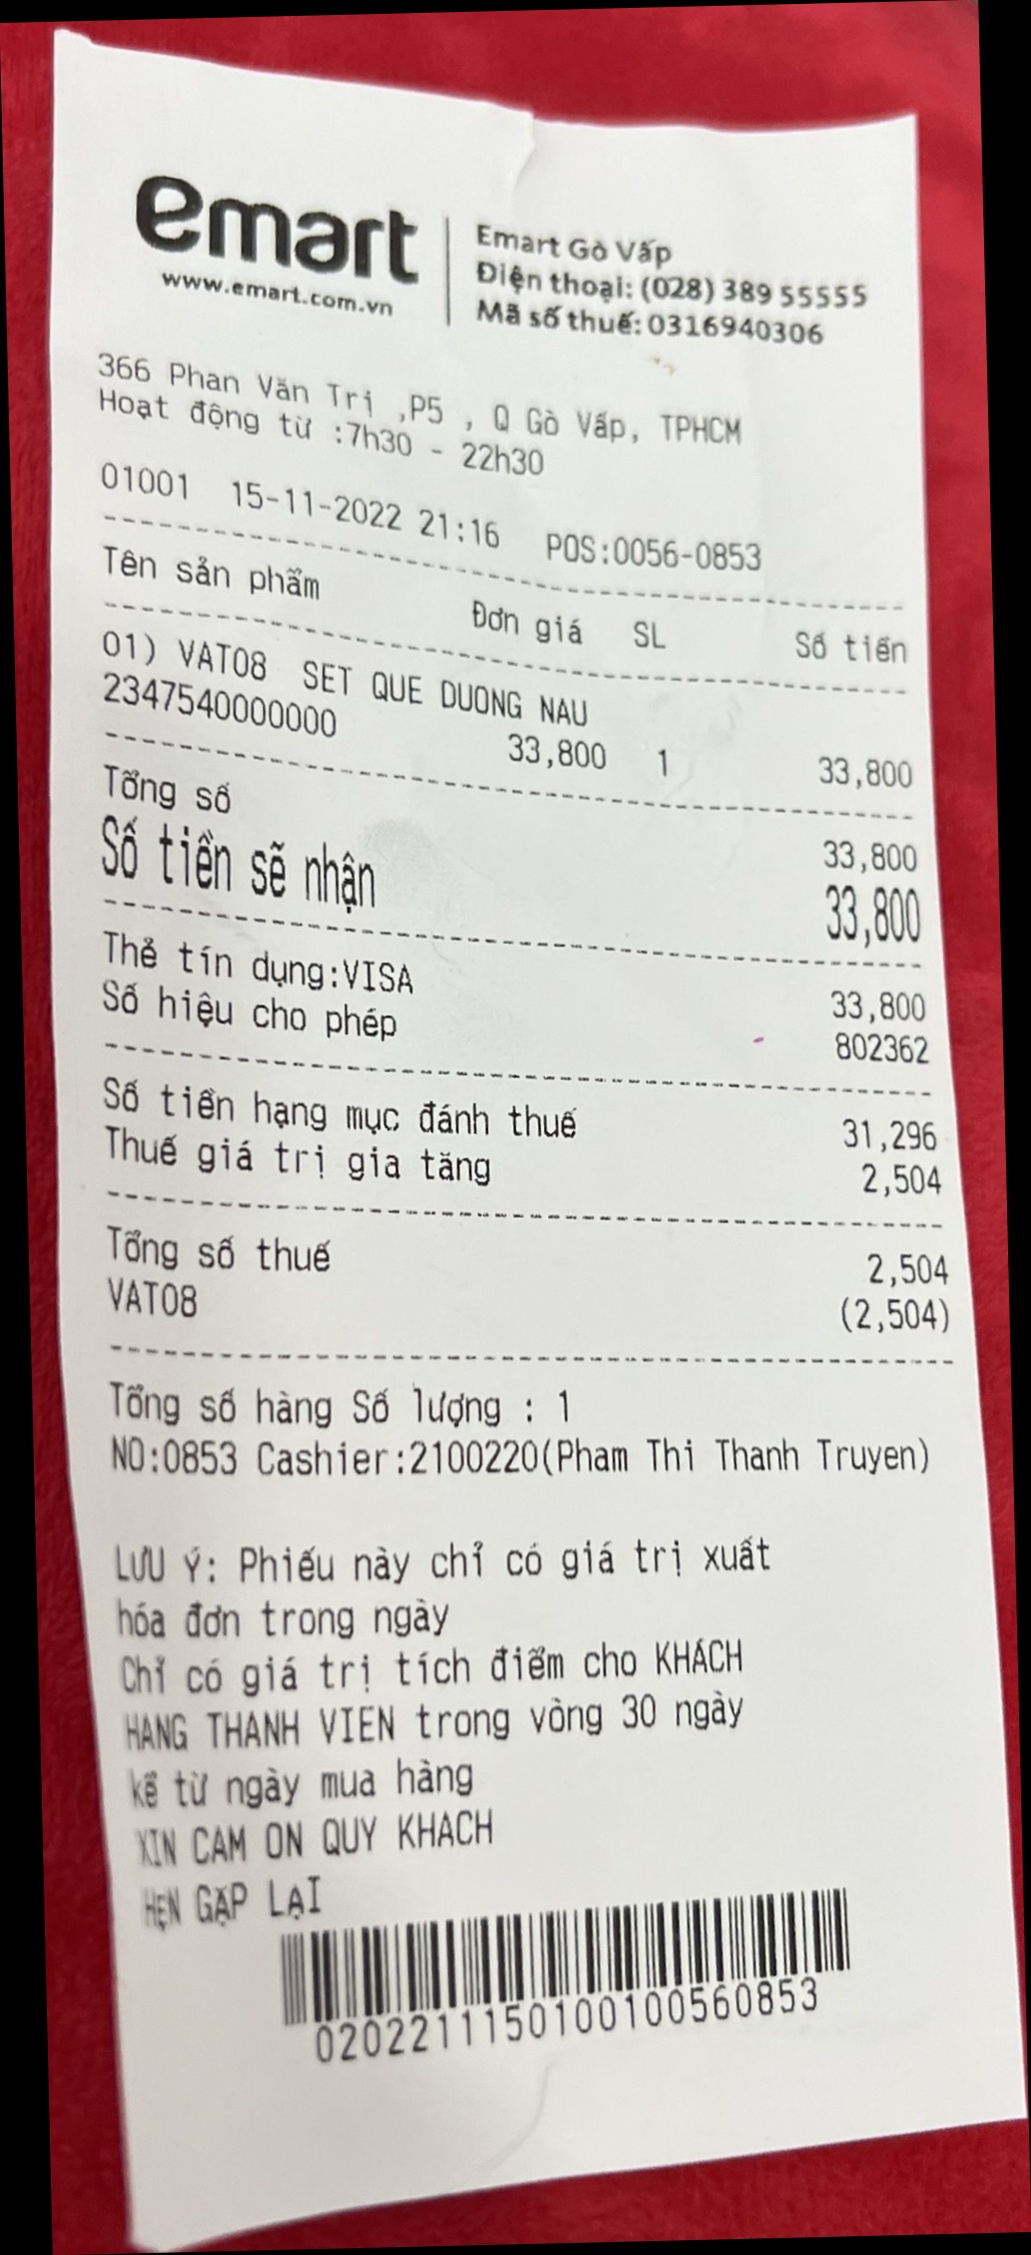 emart
www.emart.com.vn
Emart Gò Vấp
Điện thoại: (028) 389 55555
Mã số thuế: 0316940306
366 Phan Văn Trị ,P5 , Q Gò Vấp, TPHCM
Hoạt động từ :7h30 - 22h30
01001 15-11-2022 21:16 POS:0056-0853
Tên sản phẩm Đơn giá SL Số tiền
01) VAT08 SET QUE DUONG NAU
2347540000000 33,800 1 33,800
Tổng số 33,800
Số tiền sẽ nhận 33,800
Thẻ tín dụng:VISA 33,800
Số hiệu cho phép 802362
Số tiền hạng mục đánh thuế 31,296
Thuế giá trị gia tăng 2,504
Tổng số thuế 2,504
VAT08 (2,504)
Tổng số hàng Số lượng : 1
NO:0853 Cashier:2100220(Pham Thi Thanh Truyen)
LƯU Ý: Phiếu này chỉ có giá trị xuất
hóa đơn trong ngày
Chỉ có giá trị tích điểm cho KHÁCH
HANG THANH VIEN trong vòng 30 ngày
kể từ ngày mua hàng
XIN CAM ON QUY KHACH
HẸN GẶP LẠI
0202211150100100560853